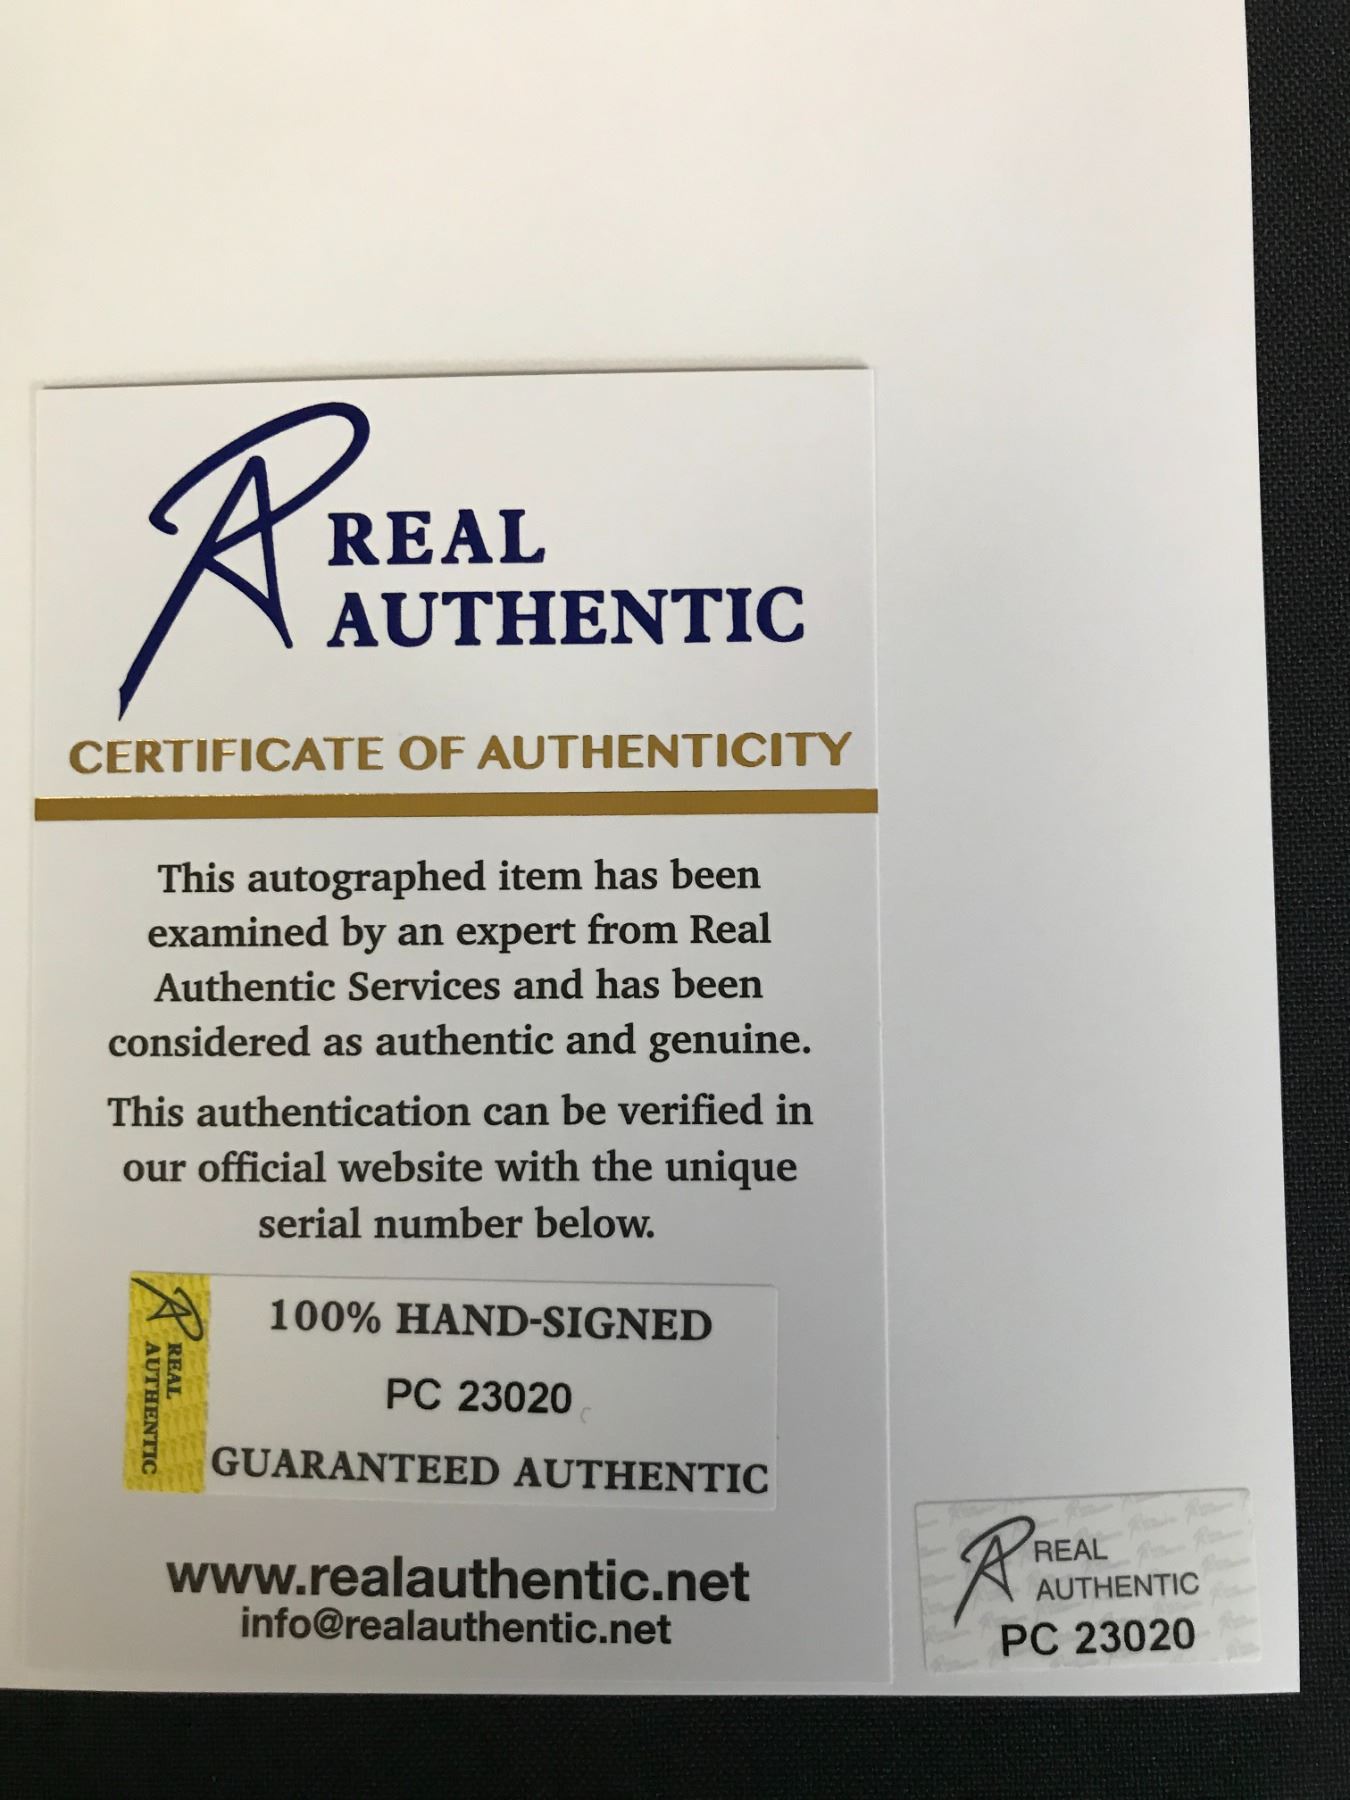 REAL
AUTHENTIC
CERTIFICATE OF AUTHENTICITY
This autographed item has been
examined by an expert from Real
Authentic Services and has been
considered as authentic and genuine.
This authentication can be verified in
our official website with the unique
serial number below.
REAL
AUTHENTIC
100% HAND-SIGNED
PC 23020
GUARANTEED AUTHENTIC
www.realauthentic.net
info@realauthentic.net
REAL
AUTHENTIC
PC 23020